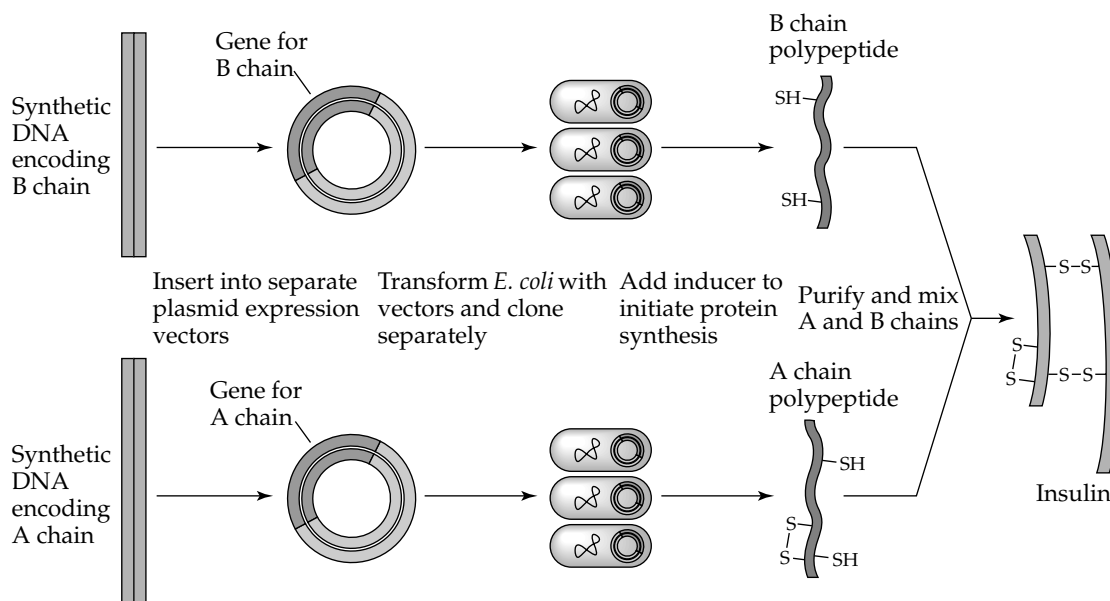 Synthetic
DNA
encoding
B chain
Gene for
B chain
B chain
polypeptide
SH
SH
Insert into separate
plasmid expression
vectors
Transform E. coli with
vectors and clone
separately
Add inducer to
initiate protein
synthesis
Purify and mix
A and B chains
S–S
S
S
S–S
Insulin
Synthetic
DNA
encoding
A chain
Gene for
A chain
A chain
polypeptide
SH
S
S
SH